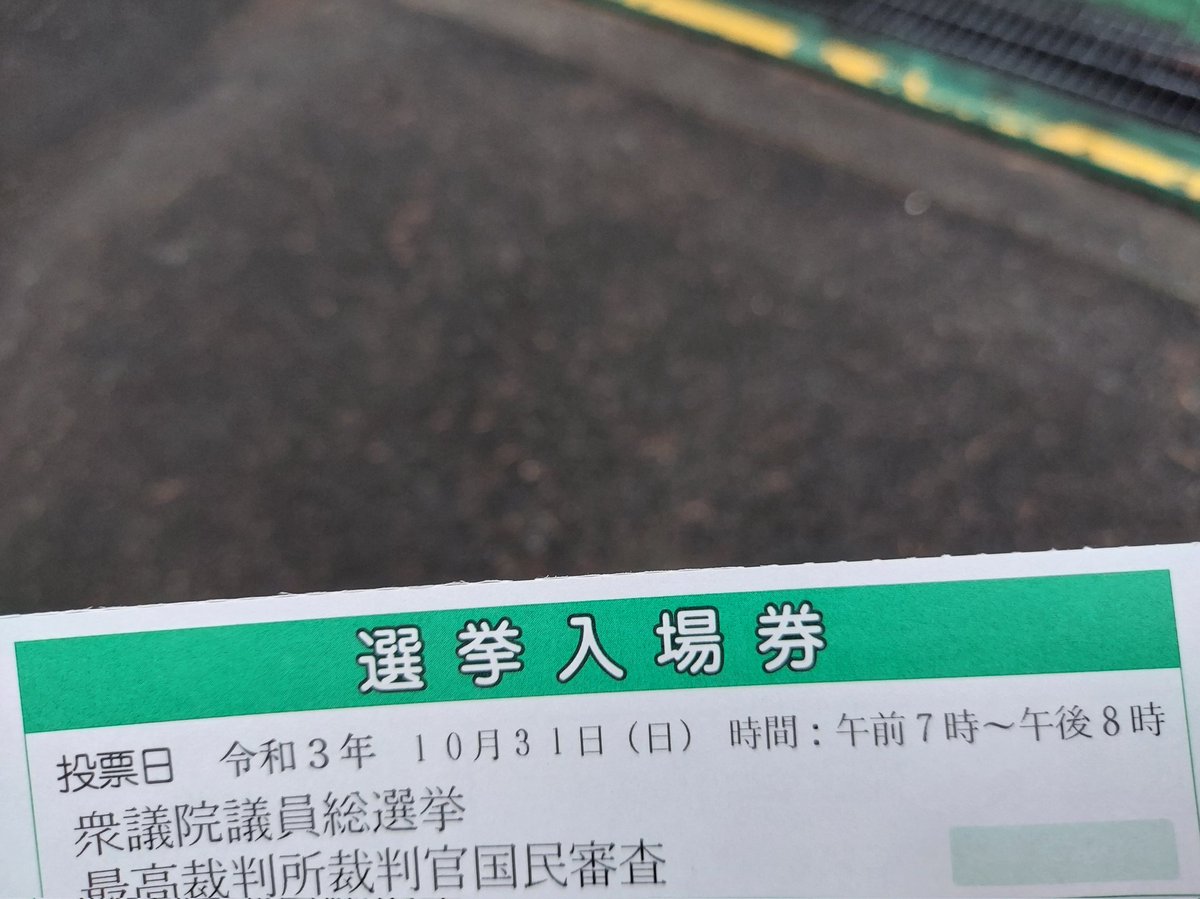 選挙入場券
投票日 令和3年 10月31日(日) 時間:午前7時~午後8時
衆議院議員総選挙
最高裁判所裁判官国民審査